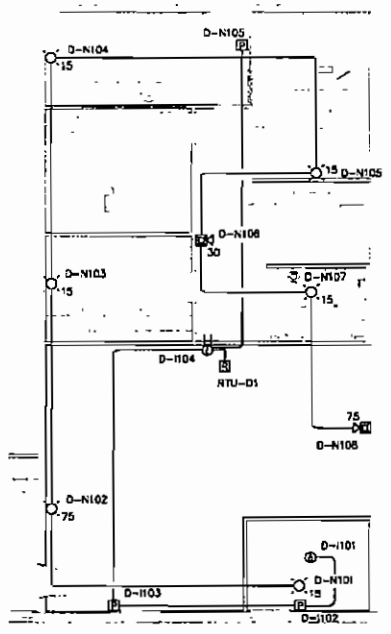 D-N105
D-N104
15
15
D-N105
D-N106
30
D-N103
15
D-N107
15
D-I104
RTU-D1
75
D-N108
D-N102
75
D-I101
A
D-N101
15
D-I103
P
P
D-I102
P
R